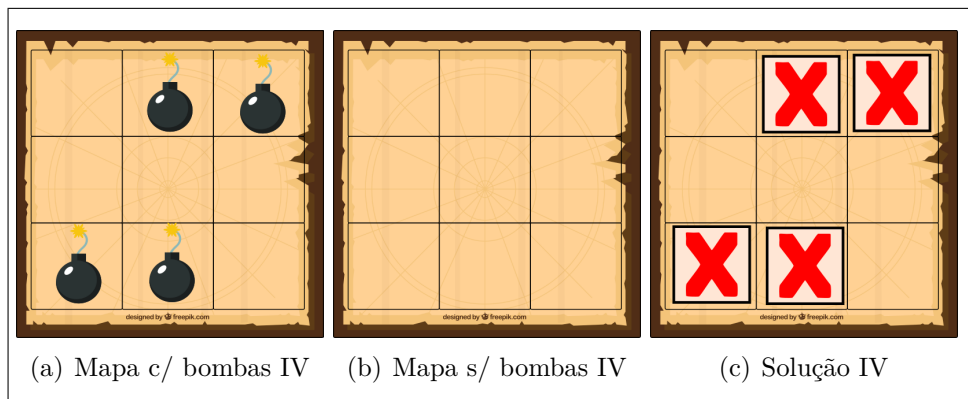 designed by freepik.com
designed by freepik.com
designed by freepik.com
(a) Mapa c/ bombas IV
(b) Mapa s/ bombas IV
(c) Solução IV